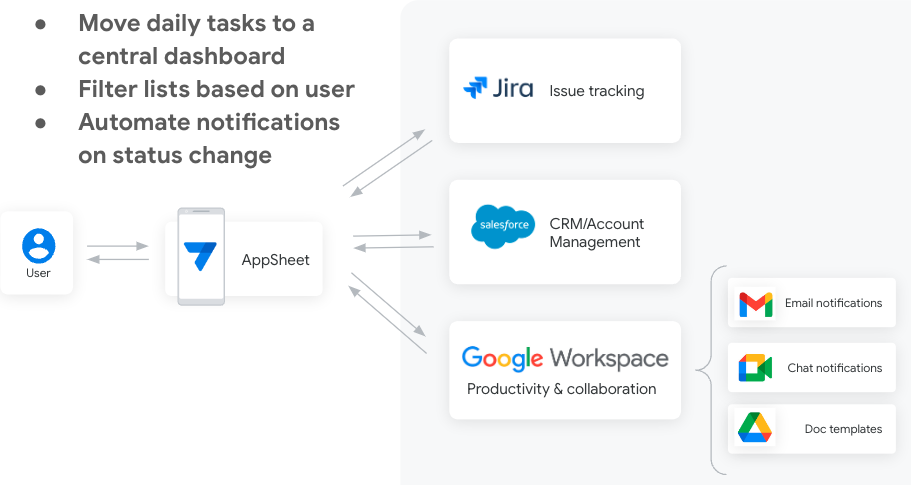 ● Move daily tasks to a
central dashboard
● Filter lists based on user
● Automate notifications
on status change
User
AppSheet
Jira Issue tracking
salesforce CRM/Account
Management
Google Workspace
Productivity & collaboration
Email notifications
Chat notifications
Doc templates